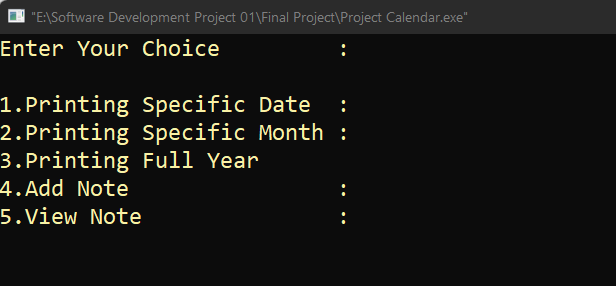 "E:\Software Development Project 01\Final Project\Project Calendar.exe"
Enter Your Choice         :
1.Printing Specific Date  :
2.Printing Specific Month :
3.Printing Full Year
4.Add Note                :
5.View Note               :